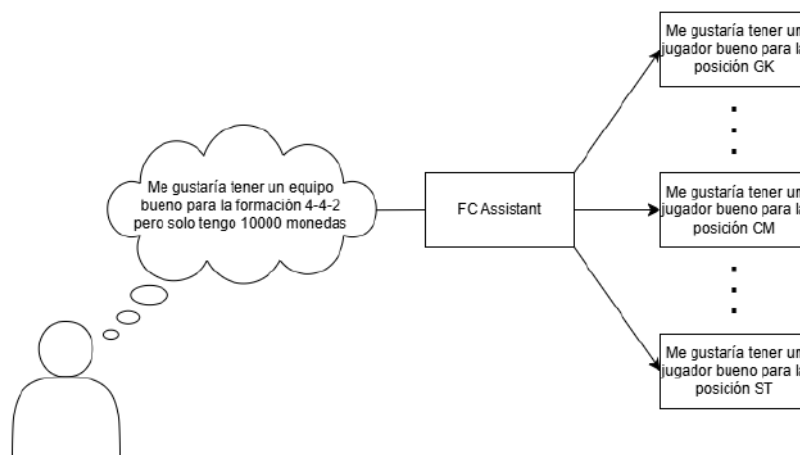 Me gustaría tener un equipo
bueno para la formación 4-4-2
pero solo tengo 10000 monedas
FC Assistant
Me gustaría tener un
jugador bueno para la
posición GK
Me gustaría tener un
jugador bueno para la
posición CM
Me gustaría tener un
jugador bueno para la
posición ST